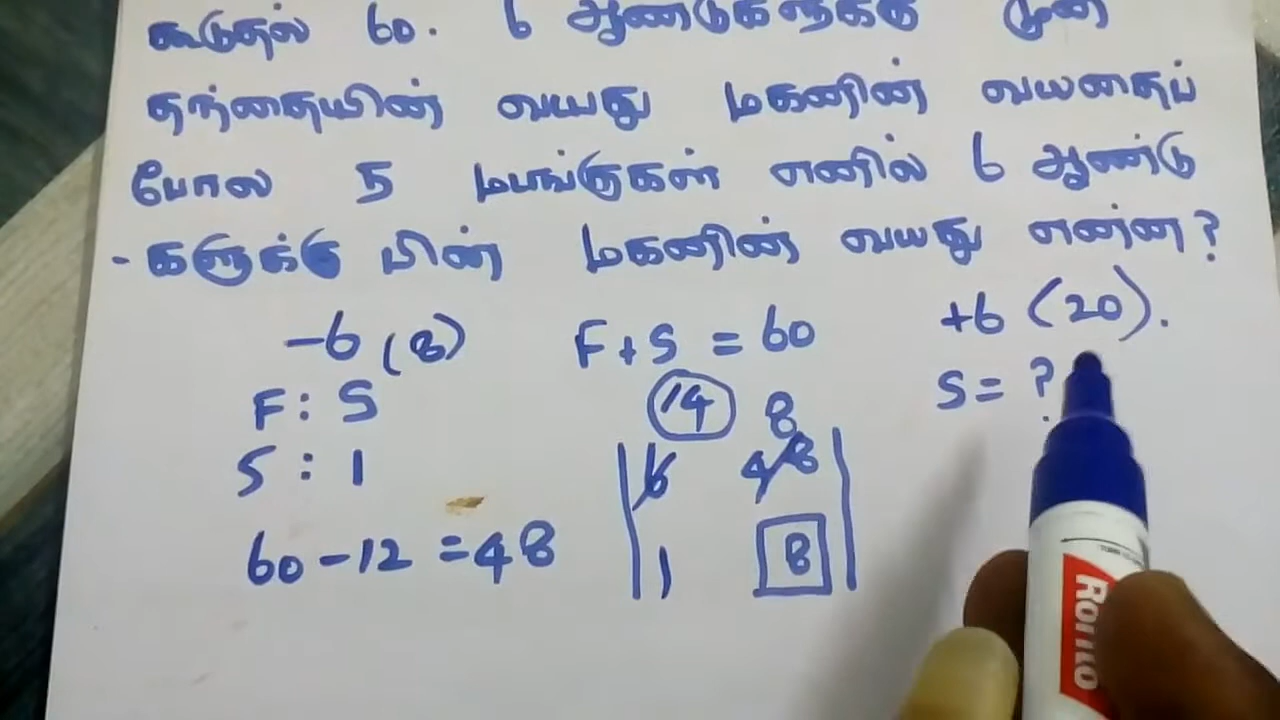 கூடுதல் 60. 6 ஆண்டுகளுக்கு முன்
தந்தையின் வயது மகனின் வயதைப்
போல 5 மடங்குகள் எனில் 6 ஆண்டு
-களுக்கு பின் மகனின் வயது என்ன?
-6 (8) F+S = 60 +6 (20).
F : S 14 8 S = ?
5 : 1 6 48
60 - 12 = 48 1 8
Rorito